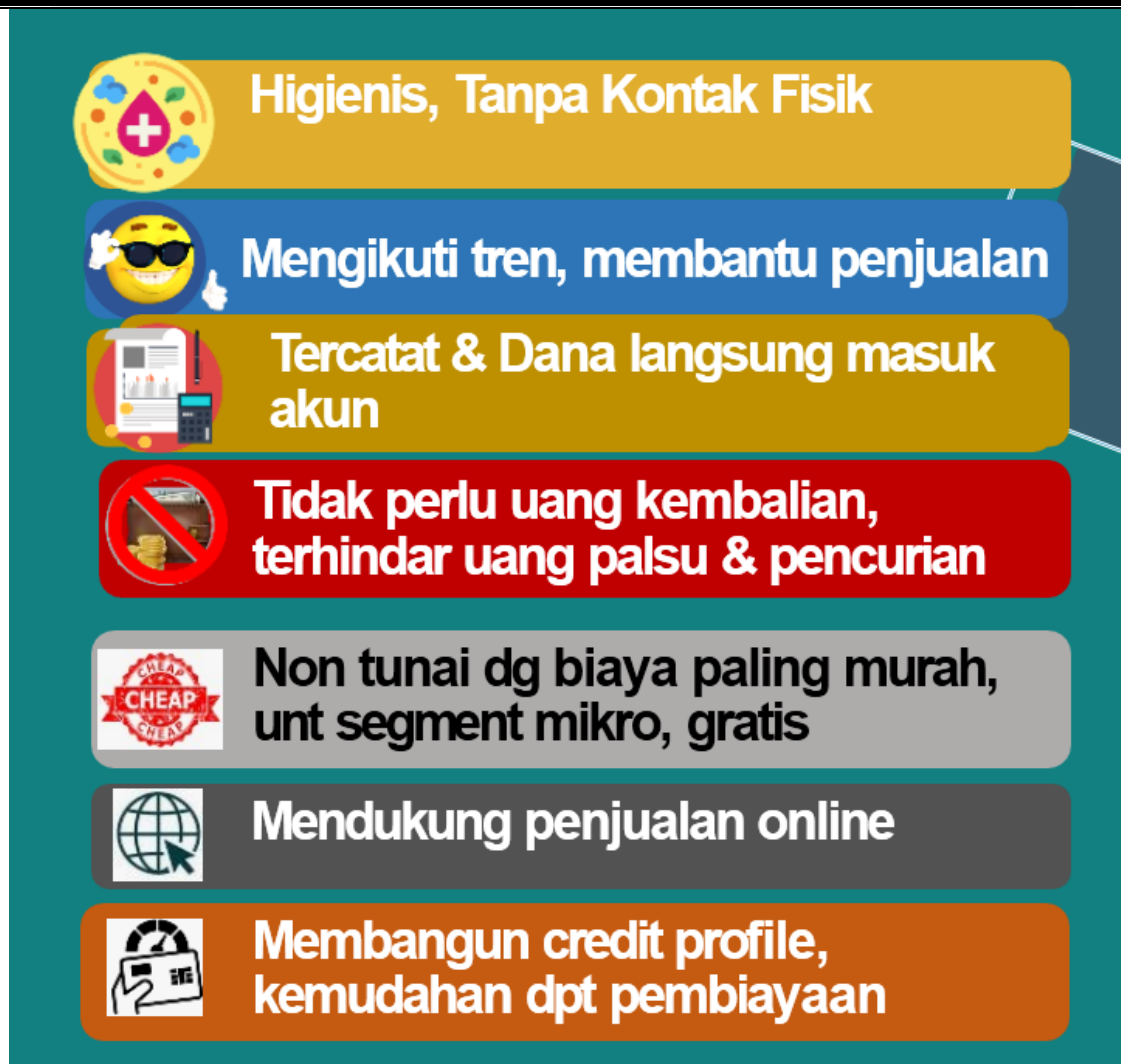 Higienis, Tanpa Kontak Fisik
Mengikuti tren, membantu penjualan
Tercatat & Dana langsung masuk
akun
Tidak perlu uang kembalian,
terhindar uang palsu & pencurian
CHEAP
CHEAP
CHEAP
Non tunai dg biaya paling murah,
unt segment mikro, gratis
Mendukung penjualan online
Membangun credit profile,
kemudahan dpt pembiayaan